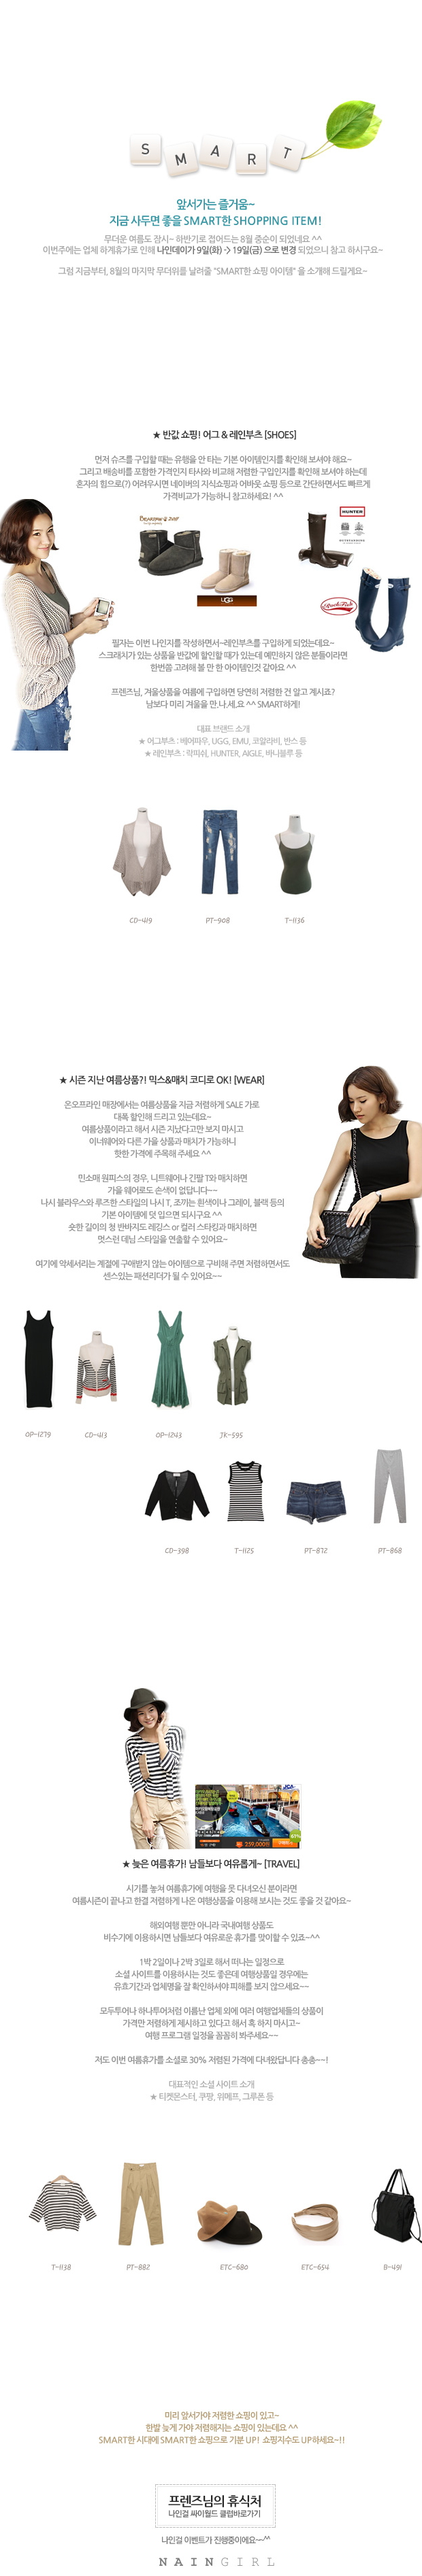 SMART
앞서가는 즐거움~
지금 사두면 좋을 SMART한 SHOPPING ITEM!
무더운 여름도 잠시~ 하반기로 접어드는 8월 중순이 되었네요 ^^
이번주에는 업체 하계휴가로 인해 나인데이가 9일(화) -> 19일(금) 으로 변경 되었으니 참고 하시구요~
그럼 지금부터, 8월의 마지막 무더위를 날려줄 "SMART한 쇼핑 아이템" 을 소개해 드릴게요~
★ 반값 쇼핑! 어그 & 레인부츠 [SHOES]
먼저 슈즈를 구입할 때는 유행을 안 타는 기본 아이템인지를 확인해 보셔야 해요~
그리고 배송비를 포함한 가격인지 타사와 비교해 저렴한 구입인지를 확인해 보셔야 하는데
혼자의 힘으로(?) 어려우시면 네이버의 지식쇼핑과 어바웃 쇼핑 등으로 간단하면서도 빠르게
가격비교가 가능하니 참고하세요! ^^
BEARPAW
HUNTER
UGG
필자는 이번 나인지를 작성하면서~레인부츠를 구입하게 되었는데요~
스크래치가 있는 상품을 반값에 할인할 때가 있는데 예민하지 않은 분들이라면
한번쯤 고려해 볼 만 한 아이템인것 같아요 ^^
프렌즈님, 겨울상품을 여름에 구입하면 당연히 저렴한 건 알고 계시죠?
남보다 미리 겨울을 만.나.세.요 ^^ SMART하게!
대표 브랜드 소개
★ 어그부츠 : 베어파우, UGG, EMU, 코알라비, 반스 등
★ 레인부츠 : 락피쉬, HUNTER, AIGLE, 바나블루 등
CD-419
PT-908
T-1136
★ 시즌 지난 여름상품?! 믹스&매치 코디로 OK! [WEAR]
온오프라인 매장에서는 여름상품을 지금 저렴하게 SALE 가로
대폭 할인해 드리고 있는데요~
여름상품이라고 해서 시즌 지났다고만 보지 마시고
이너웨어와 다른 가을 상품과 매치가 가능하니
핫한 가격에 주목해 주세요 ^^
민소매 원피스의 경우, 니트웨어나 긴팔 T와 매치하면
가을 웨어로도 손색이 없답니다~~
나시 블라우스와 루즈한 스타일의 나시 T, 조끼는 흰색이나 그레이, 블랙 등의
기본 아이템에 덧 입으면 되시구요 ^^
숏한 길이의 청 반바지도 레깅스 or 컬러 스타킹과 매치하면
멋스런 데님 스타일을 연출할 수 있어요~
여기에 악세서리는 계절에 구애받지 않는 아이템으로 구비해 주면 저렴하면서도
센스있는 패션리더가 될 수 있어요~~
OP-1279
CD-413
OP-1243
JK-595
CD-398
T-1125
PT-872
PT-868
259,000원
★ 늦은 여름휴가! 남들보다 여유롭게~ [TRAVEL]
시기를 놓쳐 여름휴가에 여행을 못 다녀오신 분이라면
여름시즌이 끝나고 한결 저렴하게 나온 여행상품을 이용해 보시는 것도 좋을 것 같아요~
해외여행 뿐만 아니라 국내여행 상품도
비수기에 이용하시면 남들보다 여유로운 휴가를 맞이할 수 있죠~^^
1박 2일이나 2박 3일로 해서 떠나는 일정으로
소셜 사이트를 이용하시는 것도 좋은데 여행상품일 경우에는
유효기간과 업체명을 잘 확인하셔야 피해를 보지 않으세요~~
모두투어나 하나투어처럼 이름난 업체 외에 여러 여행업체들의 상품이
가격만 저렴하게 제시하고 있다고 해서 혹 하지 마시고~
여행 프로그램 일정을 꼼꼼히 봐주세요~~
저도 이번 여름휴가를 소셜로 30% 저렴된 가격에 다녀왔답니다 총총~~!
대표적인 소셜 사이트 소개
★ 티켓몬스터, 쿠팡, 위메프, 그루폰 등
T-1138
PT-882
ETC-680
ETC-654
B-491
미리 앞서가야 저렴한 쇼핑이 있고~
한발 늦게 가야 저렴해지는 쇼핑이 있는데요 ^^
SMART한 시대에 SMART한 쇼핑으로 기분 UP! 쇼핑지수도 UP하세요~!!
프렌즈님의 휴식처
나인걸 싸이월드 클럽바로가기
나인걸 이벤트가 진행중이에요~~^^
NAINGIRL